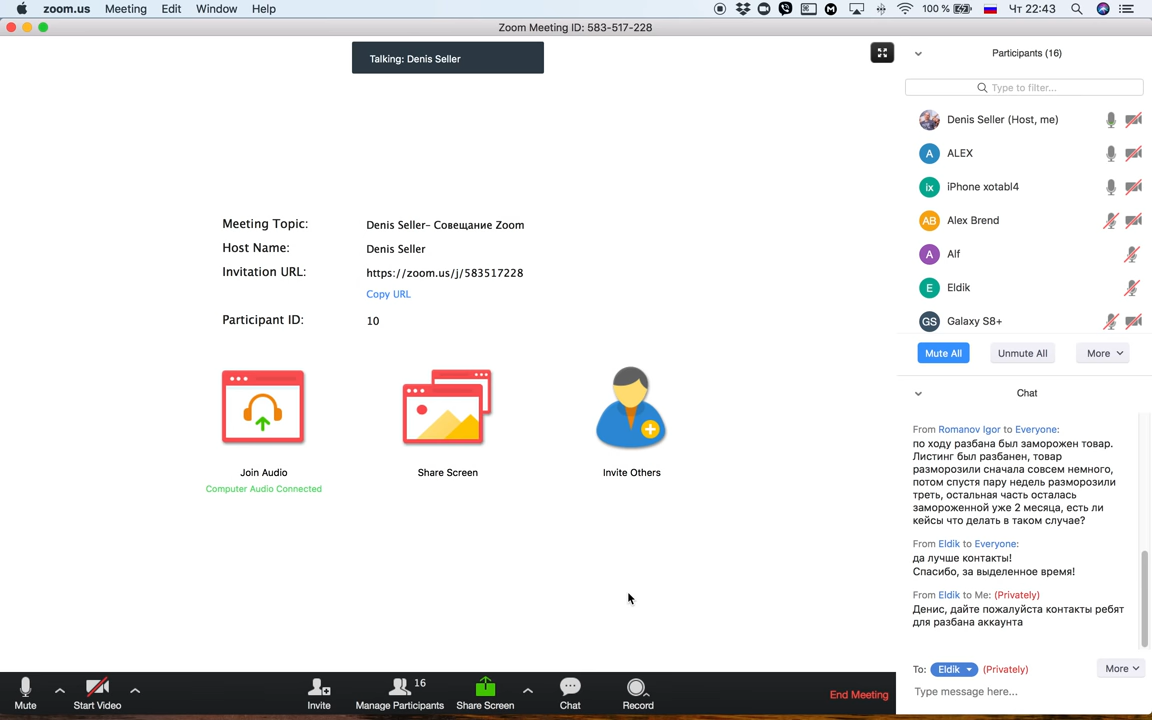 zoom.us Meeting Edit Window Help
100 % Чт 22:43
Zoom Meeting ID: 583-517-228
Talking: Denis Seller
Participants (16)
Type to filter...
Denis Seller (Host, me)
A ALEX
ix iPhone xotabl4
AB Alex Brend
A Alf
E Eldik
GS Galaxy S8+
Mute All Unmute All More
Meeting Topic: Denis Seller- Совещание Zoom
Host Name: Denis Seller
Invitation URL: https://zoom.us/j/583517228
Copy URL
Participant ID: 10
Join Audio
Computer Audio Connected
Share Screen
Invite Others
Chat
From Romanov Igor to Everyone:
по ходу разбана был заморожен товар.
Листинг был разбанен, товар
разморозили сначала совсем немного,
потом спустя пару недель разморозили
треть, остальная часть осталась
замороженной уже 2 месяца, есть ли
кейсы что делать в таком случае?
From Eldik to Everyone:
да лучше контакты!
Спасибо, за выделенное время!
From Eldik to Me: (Privately)
Денис, дайте пожалуйста контакты ребят
для разбана аккаунта
To: Eldik (Privately) More
Type message here...
Mute
Start Video
Invite
16
Manage Participants
Share Screen
Chat
Record
End Meeting